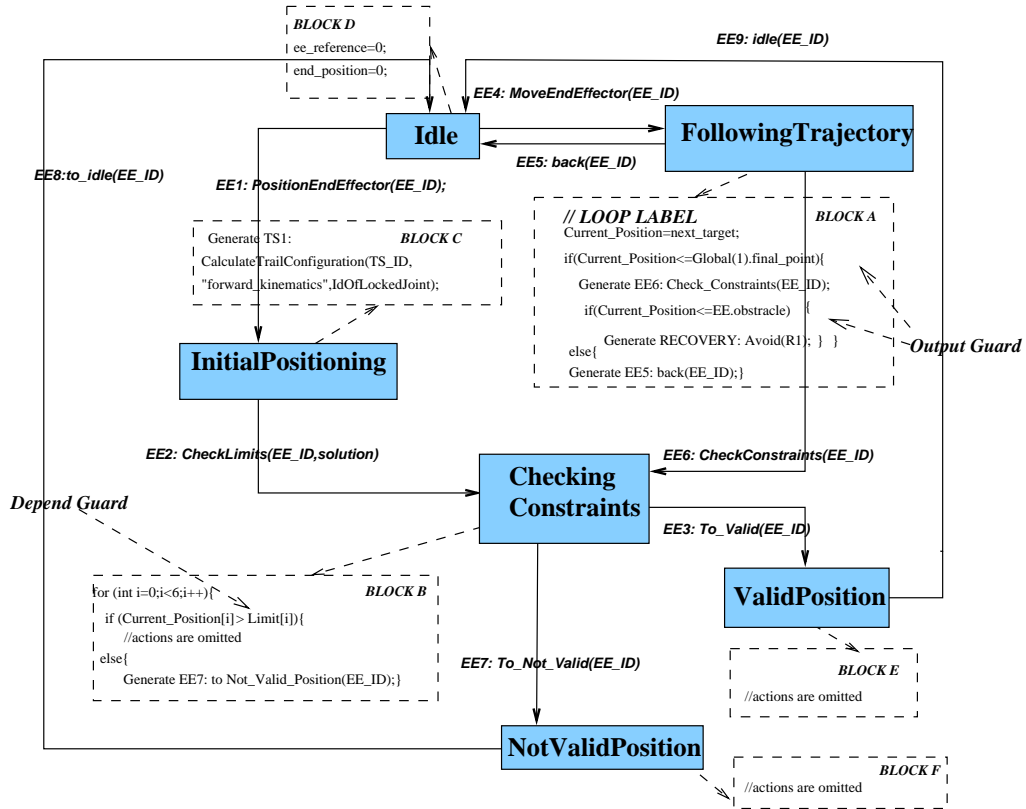 BLOCK D
ee_reference=0;
end_position=0;
EE9: idle(EE_ID)
EE4: MoveEndEffector(EE_ID)
Idle
FollowingTrajectory
EE5: back(EE_ID)
EE8:to_idle(EE_ID)
EE1: PositionEndEffector(EE_ID);
// LOOP LABEL
BLOCK A
Current_Position=next_target;
if(Current_Position<=Global(1).final_point){
Generate EE6: Check_Constraints(EE_ID);
if(Current_Position<=EE.obstracle) {
Generate RECOVERY: Avoid(R1); } }
else{
Generate EE5: back(EE_ID);}
Output Guard
Generate TS1:
BLOCK C
CalculateTrailConfiguration(TS_ID,
"forward_kinematics",IdOfLockedJoint);
InitialPositioning
EE2: CheckLimits(EE_ID,solution)
EE6: CheckConstraints(EE_ID)
Checking
Constraints
Depend Guard
EE3: To_Valid(EE_ID)
BLOCK B
for (int i=0;i<6;i++){
if (Current_Position[i]> Limit[i]){
//actions are omitted
else{
Generate EE7: to Not_Valid_Position(EE_ID);}
ValidPosition
EE7: To_Not_Valid(EE_ID)
BLOCK E
//actions are omitted
NotValidPosition
BLOCK F
//actions are omitted